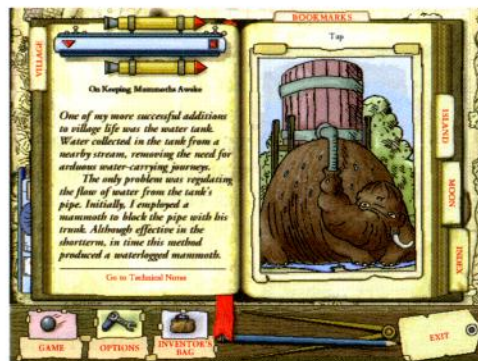 BOOKMARKS
VILLAGE
On Keeping Mammoths Awake
One of my more successful additions
to village life was the water tank.
Water collected in the tank from a
nearby stream, removing the need for
arduous water-carrying journeys.
The only problem was regulating
the flow of water from the tank's
pipe. Initially, I employed a
mammoth to block the pipe with his
trunk. Although effective in the
shortterm, in time this method
produced a waterlogged mammoth.
Go to Technical Notes
Tap
ISLAND
MOON
INDEX
GAME
OPTIONS
INVENTOR'S
BAG
EXIT